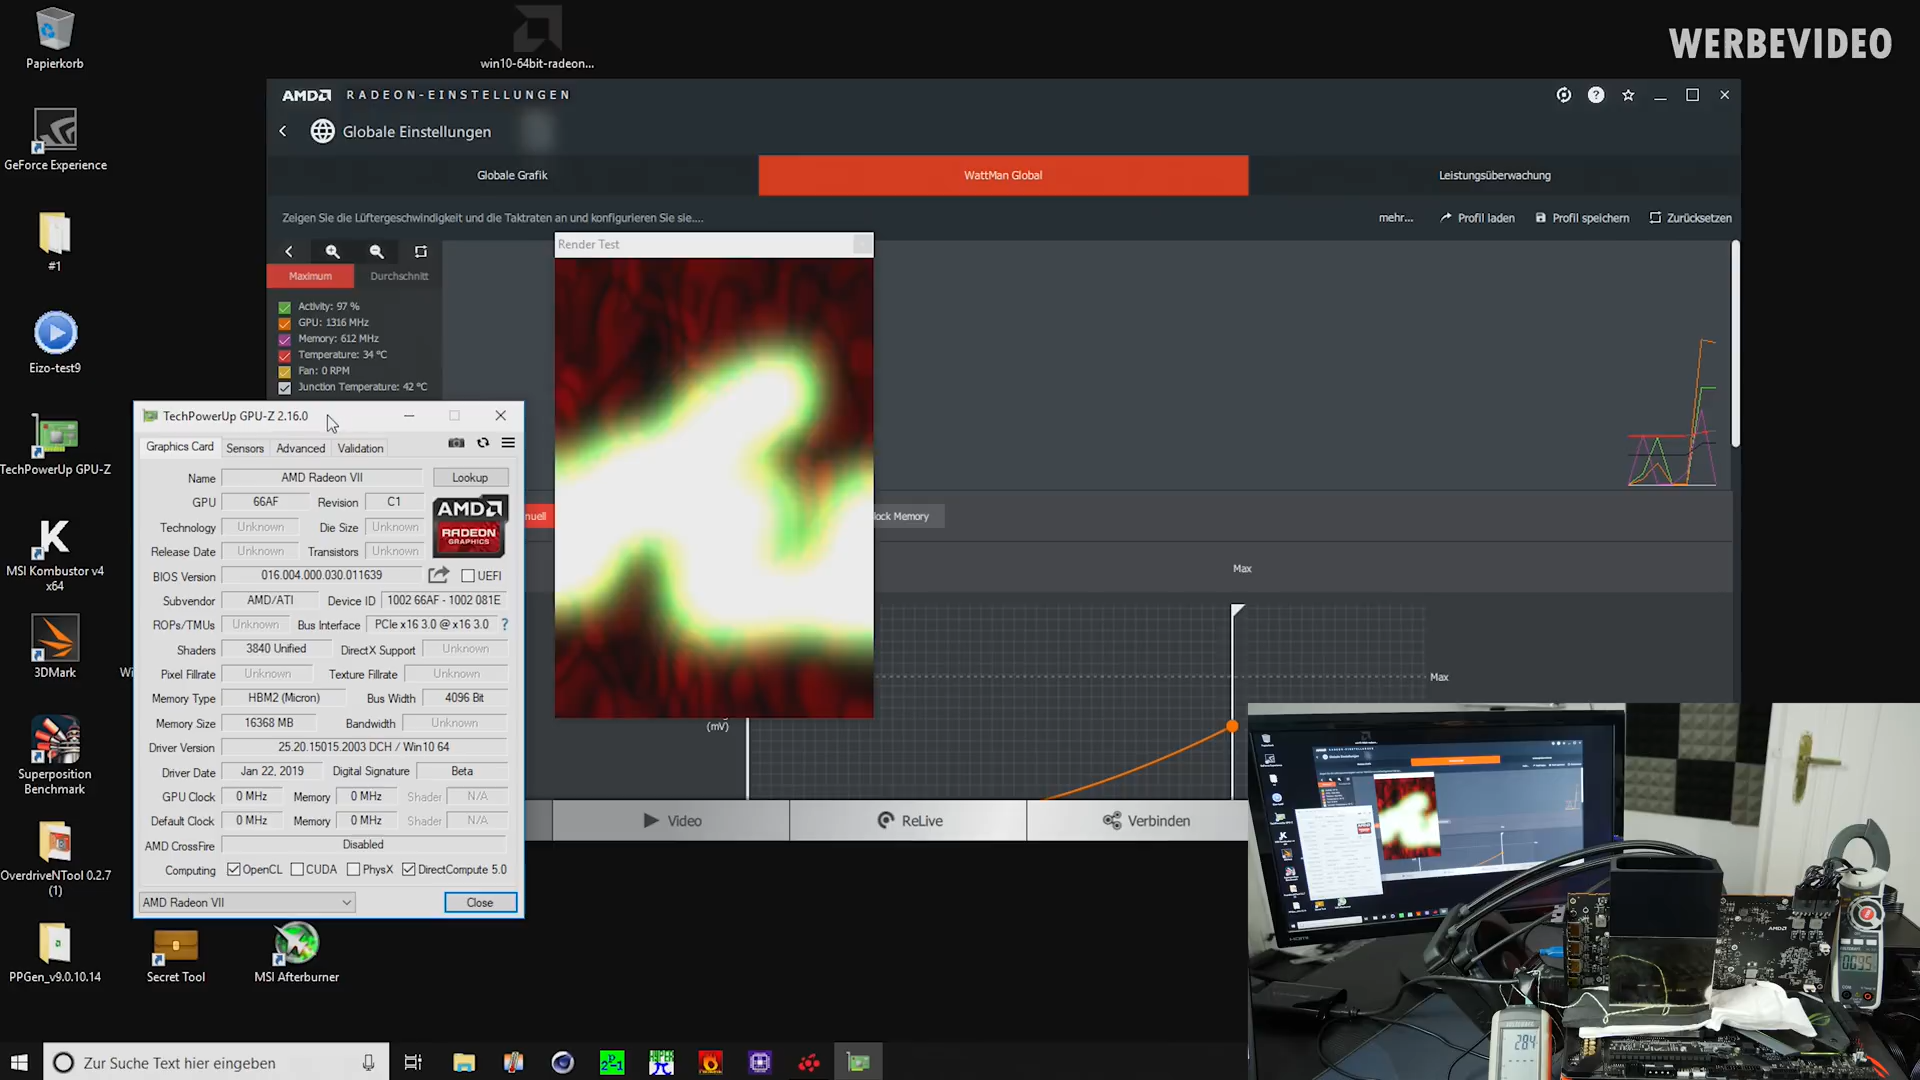 WERBEVIDEO
Papierkorb
win10-64bit-radeon...
GeForce Experience
#1
Eizo-test9
TechPowerUp GPU-Z
MSI Kombustor v4
x64
3DMark
Superposition
Benchmark
OverdriveNTool 0.2.7
(1)
PPGen_v9.0.10.14
Secret Tool
MSI Afterburner
AMD RADEON-EINSTELLUNGEN
Globale Einstellungen
Globale Grafik
WattMan Global
Leistungsüberwachung
Zeigen Sie die Lüftergeschwindigkeit und die Taktraten an und konfigurieren Sie sie....
mehr...
Profil laden
Profil speichern
Zurücksetzen
Maximum
Durchschnitt
Activity: 97 %
GPU: 1316 MHz
Memory: 612 MHz
Temperature: 34 ºC
Fan: 0 RPM
Junction Temperature: 42 ºC
Render Test
nuell
lock Memory
Max
Max
(mV)
Video
ReLive
Verbinden
TechPowerUp GPU-Z 2.16.0
Graphics Card Sensors Advanced Validation
Name AMD Radeon VII Lookup
GPU 66AF Revision C1
AMD
RADEON
GRAPHICS
Technology Unknown Die Size Unknown
Release Date Unknown Transistors Unknown
BIOS Version 016.004.000.030.011639 UEFI
Subvendor AMD/ATI Device ID 1002 66AF - 1002 081E
ROPs/TMUs Unknown Bus Interface PCIe x16 3.0 @ x16 3.0 ?
Shaders 3840 Unified DirectX Support Unknown
Pixel Fillrate Unknown Texture Fillrate Unknown
Memory Type HBM2 (Micron) Bus Width 4096 Bit
Memory Size 16368 MB Bandwidth Unknown
Driver Version 25.20.15015.2003 DCH / Win10 64
Driver Date Jan 22, 2019 Digital Signature Beta
GPU Clock 0 MHz Memory 0 MHz Shader N/A
Default Clock 0 MHz Memory 0 MHz Shader N/A
AMD CrossFire Disabled
Computing OpenCL CUDA PhysX DirectCompute 5.0
AMD Radeon VII Close
Zur Suche Text hier eingeben
AMD